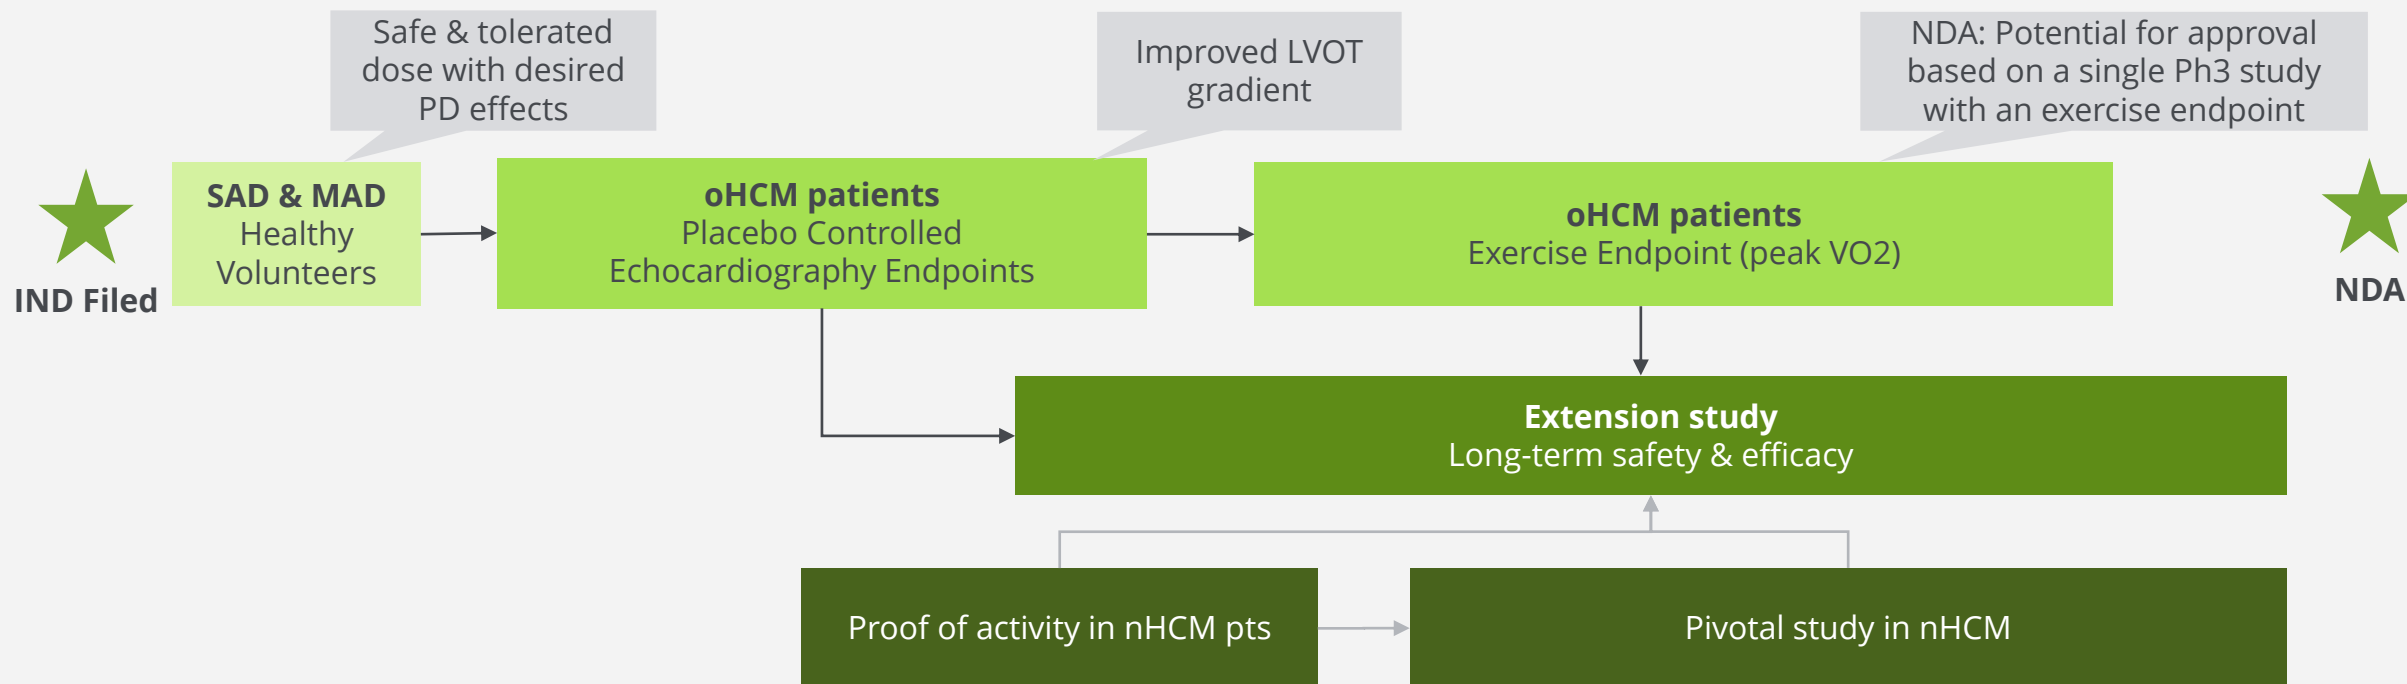 Safe & tolerated
dose with desired
PD effects
Improved LVOT
gradient
NDA: Potential for approval
based on a single Ph3 study
with an exercise endpoint
IND Filed
SAD & MAD
Healthy
Volunteers
oHCM patients
Placebo Controlled
Echocardiography Endpoints
oHCM patients
Exercise Endpoint (peak VO2)
NDA
Extension study
Long-term safety & efficacy
Proof of activity in nHCM pts
Pivotal study in nHCM